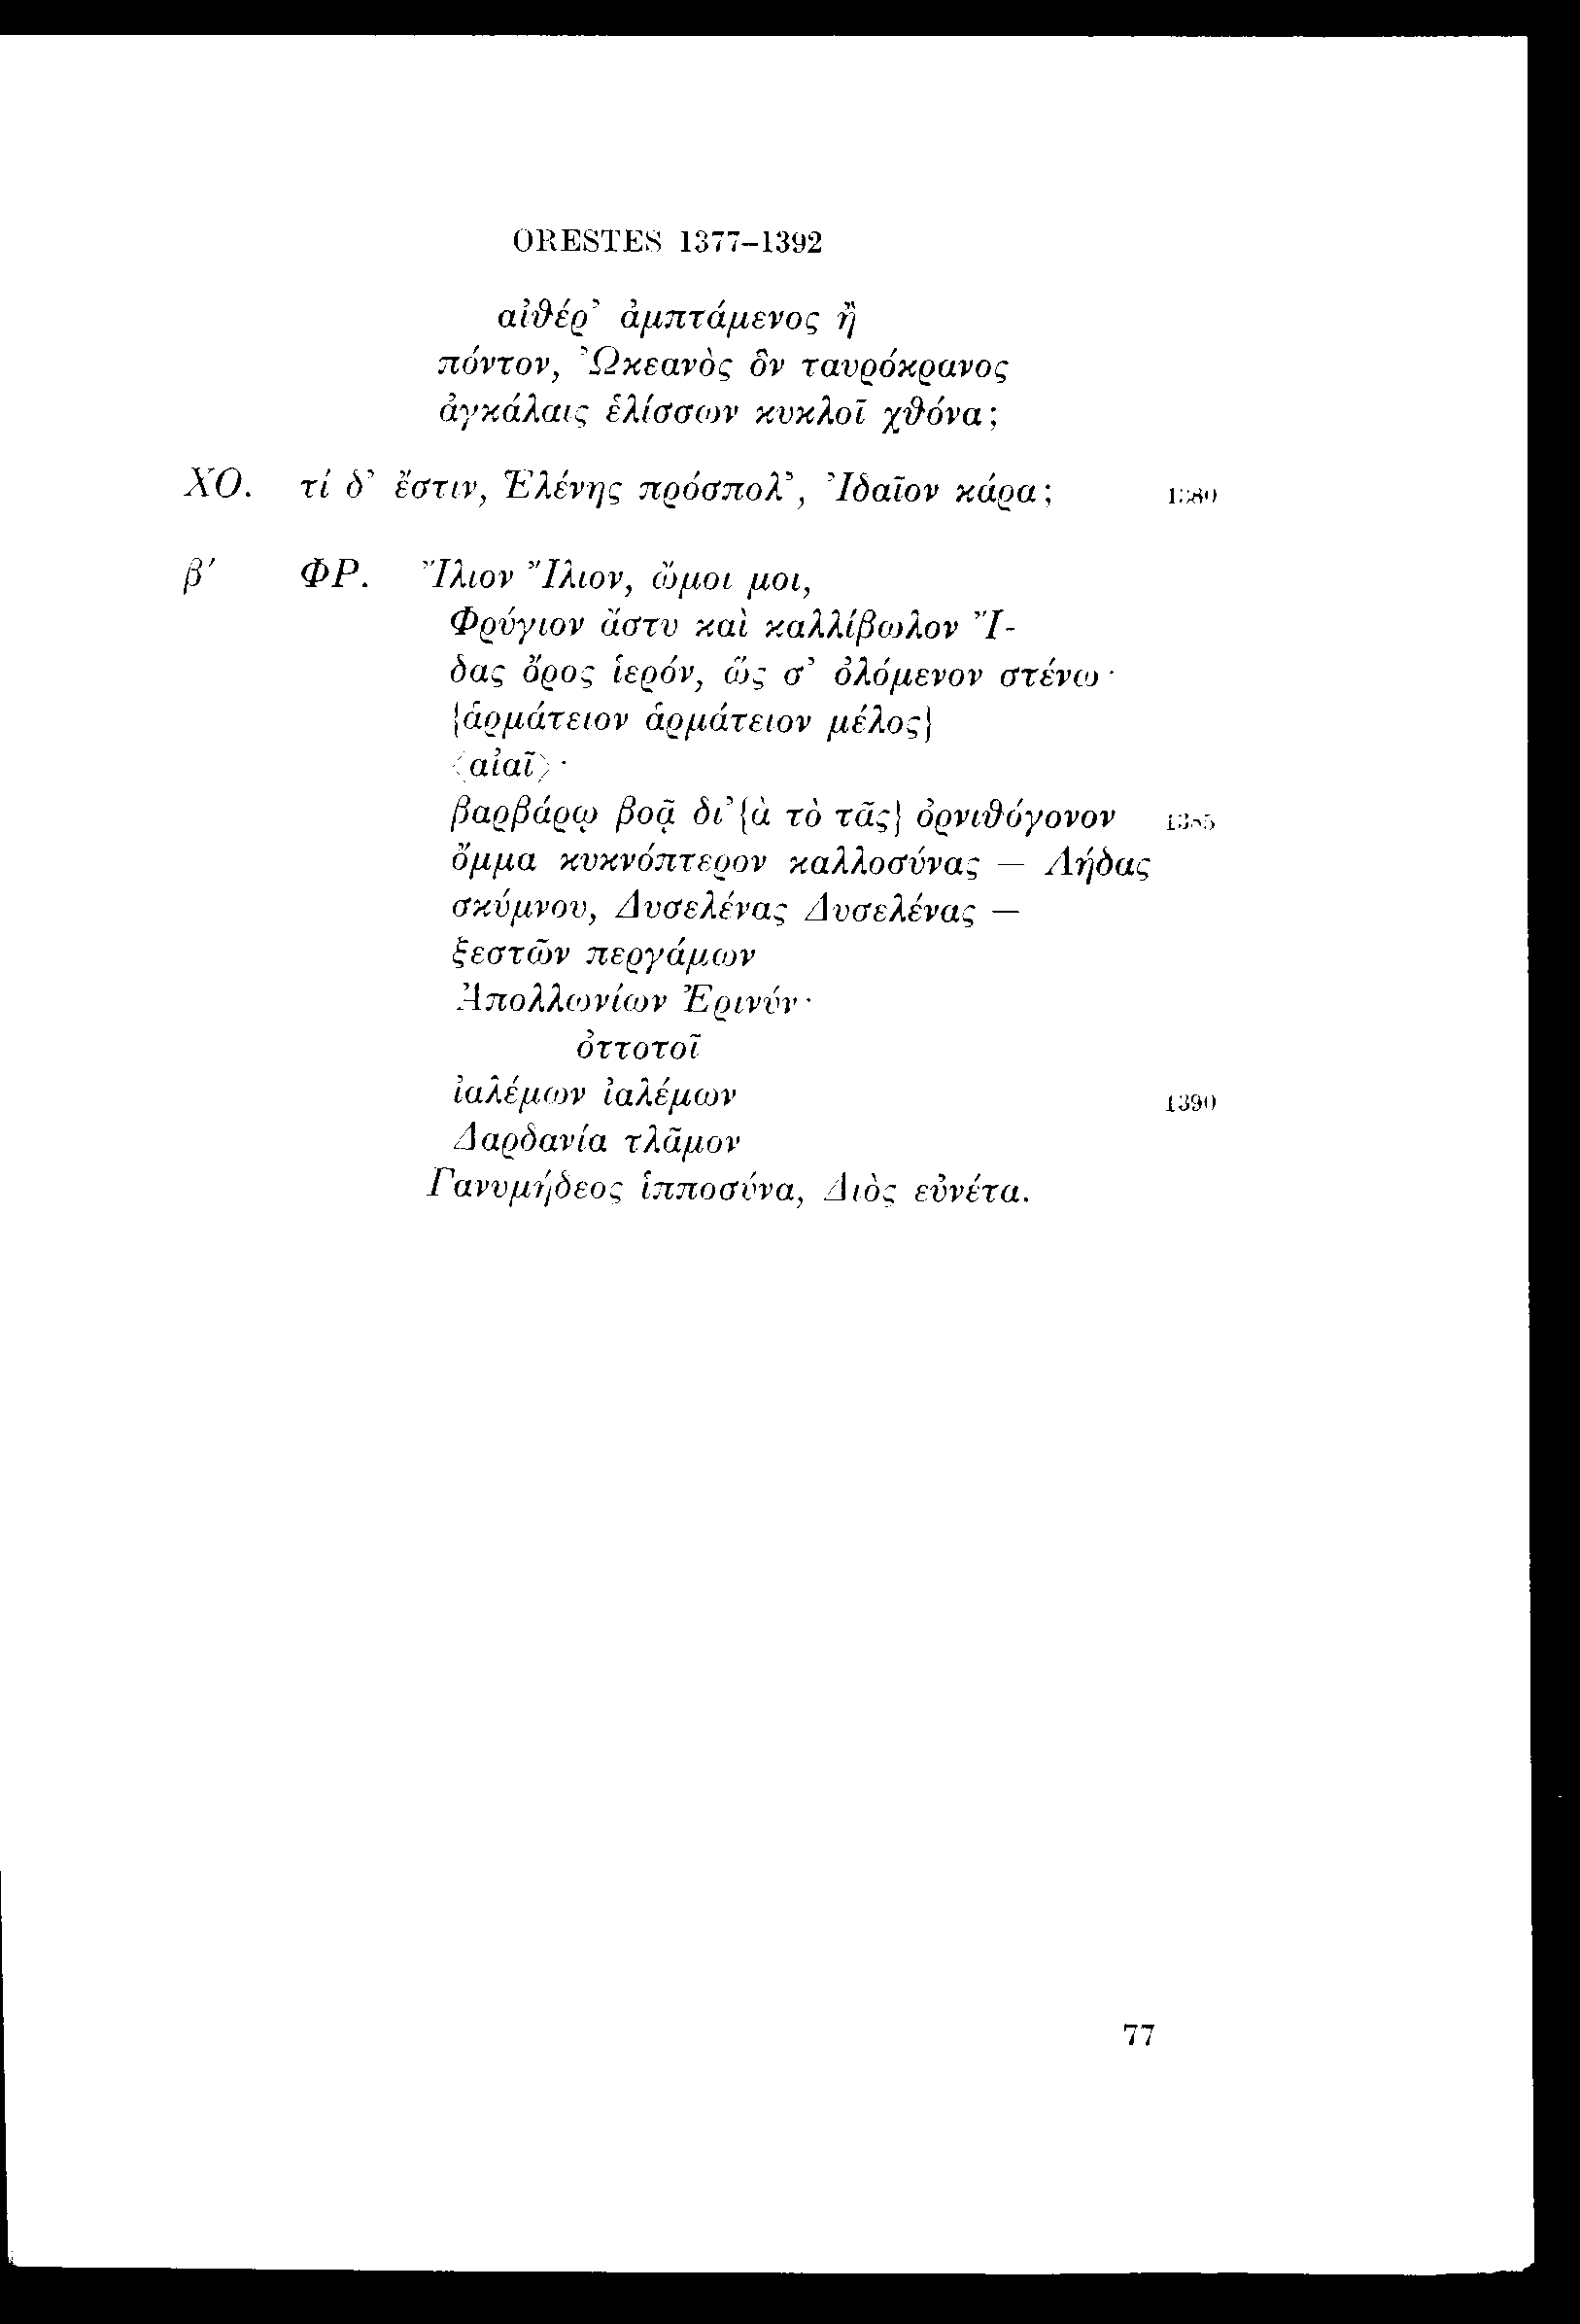 ORESTES 1377–1392
αἰθέρ’ ἀμπτάμενος ἢ
πόντον, Ὠκεανὸς ὃν ταυρόκρανος
ἀγκάλαις ἑλίσσων κυκλοῖ χθόνα;
ΧΟ. τί δ’ ἔστιν, Ἑλένης πρόσπολ’, Ἰδαῖον κάρα; 1380
β′ ΦΡ. Ἴλιον Ἴλιον, ὤμοι μοι,
Φρύγιον ἄστυ καὶ καλλίβωλον Ἴ-
δας ὄρος ἱερόν, ὥς σ’ ὀλόμενον στένω·
{ἁρμάτειον ἁρμάτειον μέλος}
〈αἰαῖ〉·
βαρβάρῳ βοᾷ δι’{ὰ τὸ τᾶς} ὀρνιθόγονον 1385
ὄμμα κυκνόπτερον καλλοσύνας — Λήδας
σκύμνου, Δυσελένας Δυσελένας —
ξεστῶν περγάμων
Ἀπολλωνίων Ἐρινύν·
ὀττοτοῖ
ἰαλέμων ἰαλέμων 1390
Δαρδανία τλᾶμον
Γανυμήδεος ἱπποσύνα, Διὸς εὐνέτα.
77